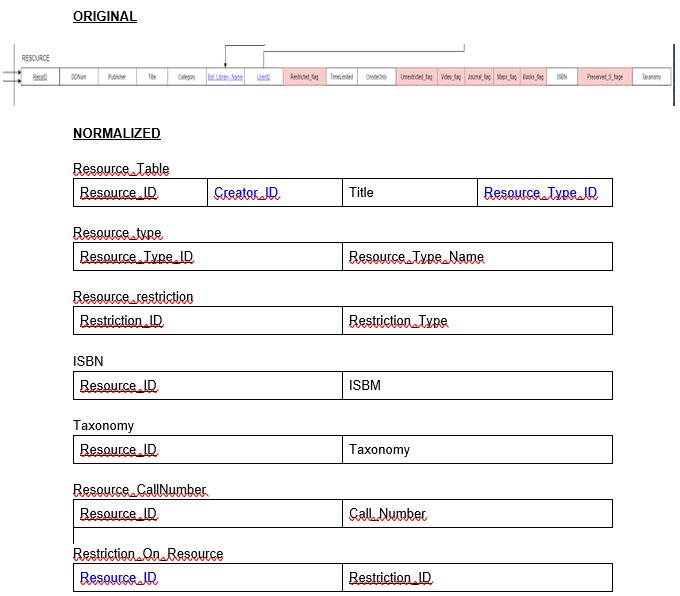 ORIGINAL
RESOURCE
ResID DDNum Publisher Title Category Bot_Library_Name UserID Restricted_flag TimeLimited OnsiteOnly Unrestricted_flag Video_flag Journal_flag Maps_flag Books_flag ISBN Preserved_S_flage Taxanomy
NORMALIZED
Resource_Table
Resource_ID Creator_ID Title Resource_Type_ID
Resource_type
Resource_Type_ID Resource_Type_Name
Resource_restriction
Restriction_ID Restriction_Type
ISBN
Resource_ID ISBM
Taxonomy
Resource_ID Taxonomy
Resource_CallNumber
Resource_ID Call_Number
Restriction_On_Resource
Resource_ID Restriction_ID